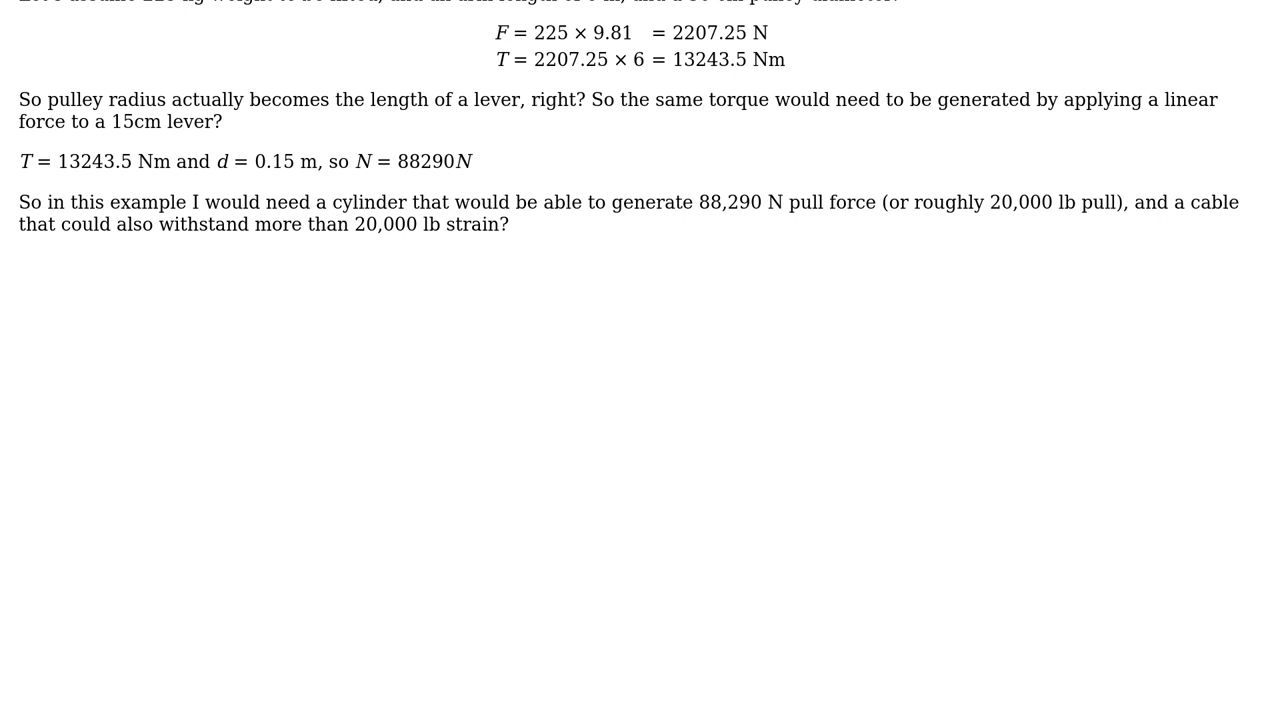 F = 225 × 9.81 = 2207.25 N
T = 2207.25 × 6 = 13243.5 Nm
So pulley radius actually becomes the length of a lever, right? So the same torque would need to be generated by applying a linear
force to a 15cm lever?
T = 13243.5 Nm and d = 0.15 m, so N = 88290N
So in this example I would need a cylinder that would be able to generate 88,290 N pull force (or roughly 20,000 lb pull), and a cable
that could also withstand more than 20,000 lb strain?